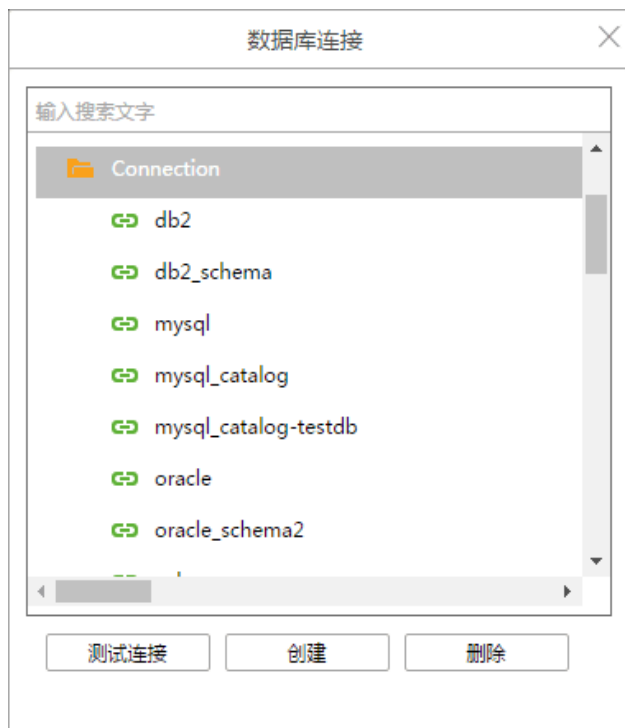 数据库连接
输入搜索文字
Connection
db2
db2_schema
mysql
mysql_catalog
mysql_catalog-testdb
oracle
oracle_schema2
测试连接 创建 删除